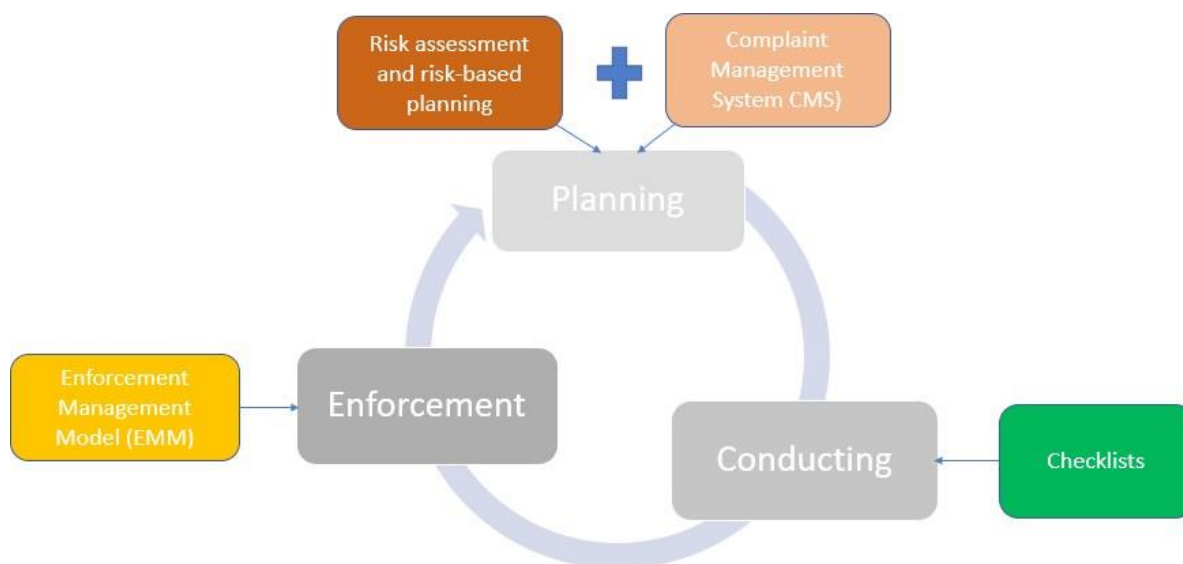 Risk assessment
and risk-based
planning
Complaint
Management
System CMS)
Planning
Enforcement
Management
Model (EMM)
Enforcement
Conducting
Checklists